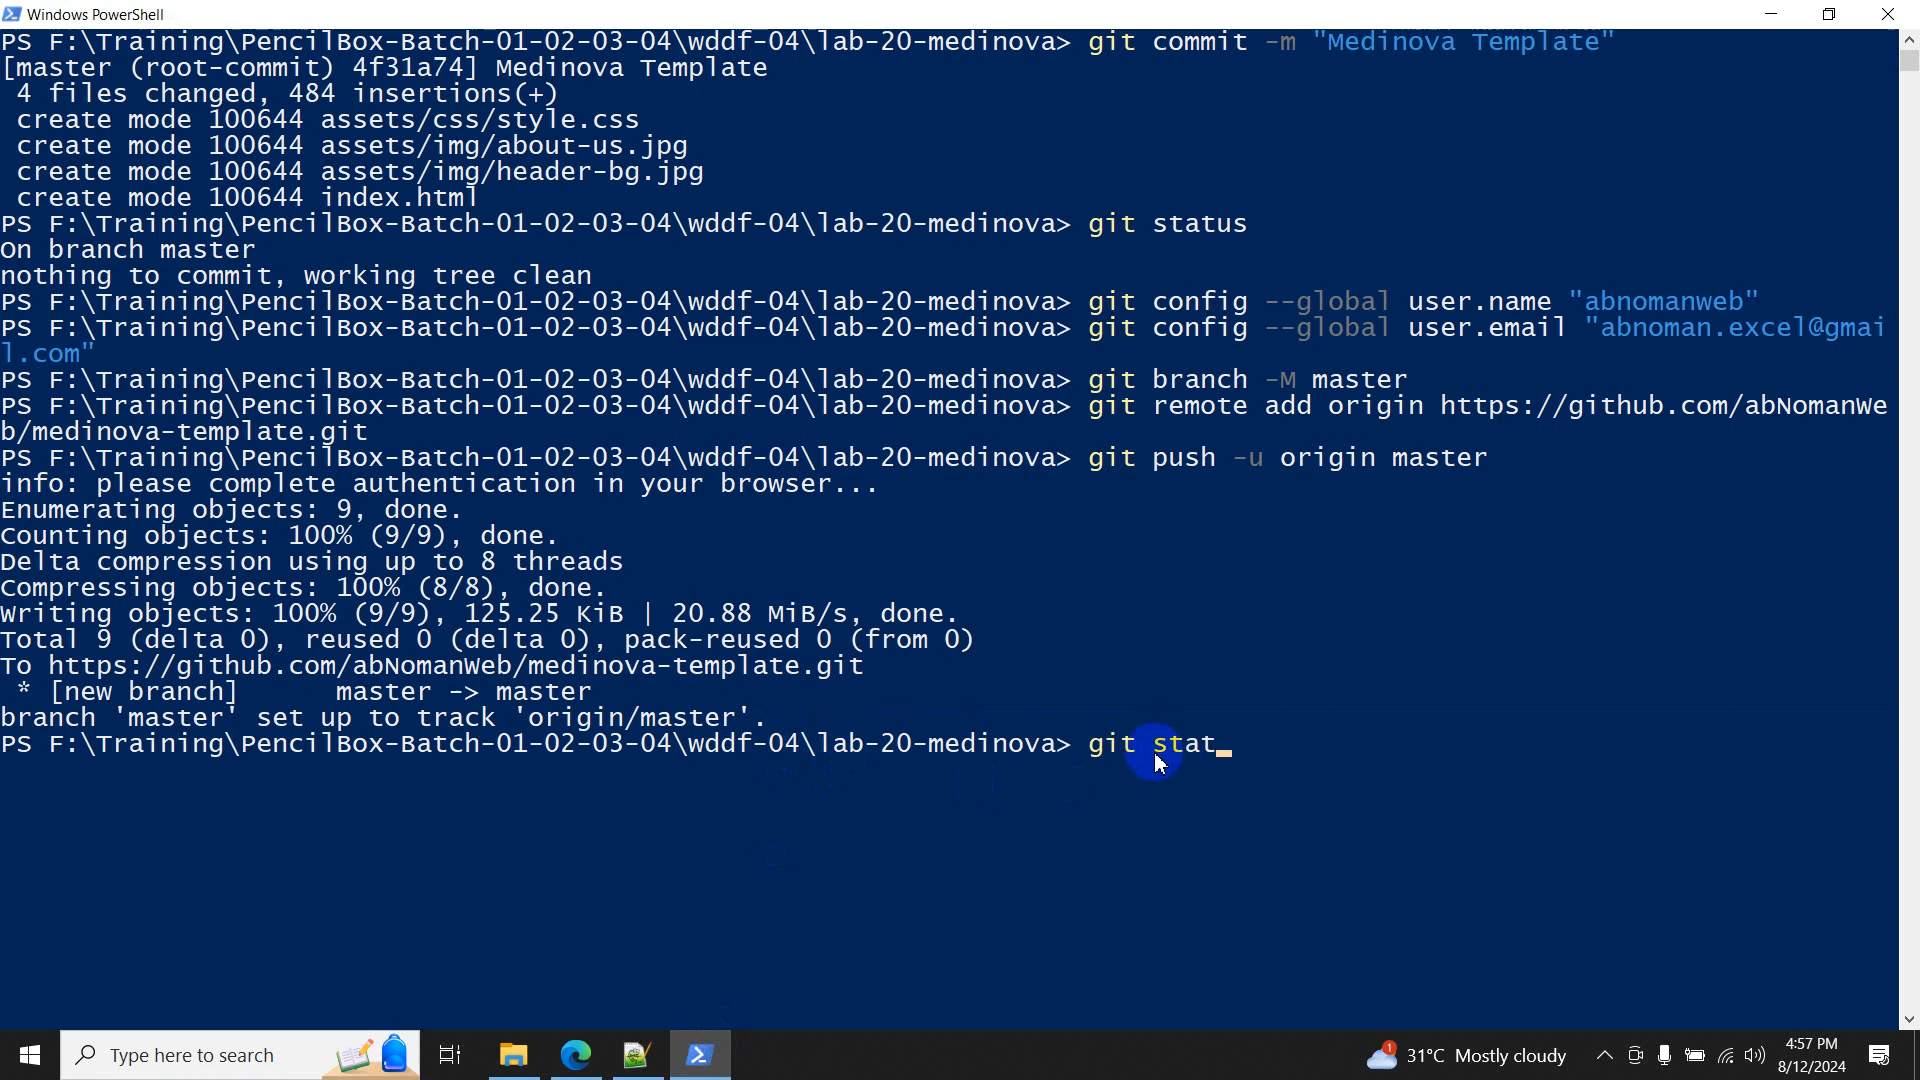 Windows PowerShell
PS F:\Training\PencilBox-Batch-01-02-03-04\wddf-04\lab-20-medinova> git commit -m "Medinova Template"
[master (root-commit) 4f31a74] Medinova Template
 4 files changed, 484 insertions(+)
 create mode 100644 assets/css/style.css
 create mode 100644 assets/img/about-us.jpg
 create mode 100644 assets/img/header-bg.jpg
 create mode 100644 index.html
PS F:\Training\PencilBox-Batch-01-02-03-04\wddf-04\lab-20-medinova> git status
On branch master
nothing to commit, working tree clean
PS F:\Training\PencilBox-Batch-01-02-03-04\wddf-04\lab-20-medinova> git config --global user.name "abnomanweb"
PS F:\Training\PencilBox-Batch-01-02-03-04\wddf-04\lab-20-medinova> git config --global user.email "abnoman.excel@gmai
l.com"
PS F:\Training\PencilBox-Batch-01-02-03-04\wddf-04\lab-20-medinova> git branch -M master
PS F:\Training\PencilBox-Batch-01-02-03-04\wddf-04\lab-20-medinova> git remote add origin https://github.com/abNomanWe
b/medinova-template.git
PS F:\Training\PencilBox-Batch-01-02-03-04\wddf-04\lab-20-medinova> git push -u origin master
info: please complete authentication in your browser...
Enumerating objects: 9, done.
Counting objects: 100% (9/9), done.
Delta compression using up to 8 threads
Compressing objects: 100% (8/8), done.
Writing objects: 100% (9/9), 125.25 KiB | 20.88 MiB/s, done.
Total 9 (delta 0), reused 0 (delta 0), pack-reused 0 (from 0)
To https://github.com/abNomanWeb/medinova-template.git
 * [new branch]      master -> master
branch 'master' set up to track 'origin/master'.
PS F:\Training\PencilBox-Batch-01-02-03-04\wddf-04\lab-20-medinova> git stat_
Type here to search
1
31°C Mostly cloudy
4:57 PM
8/12/2024